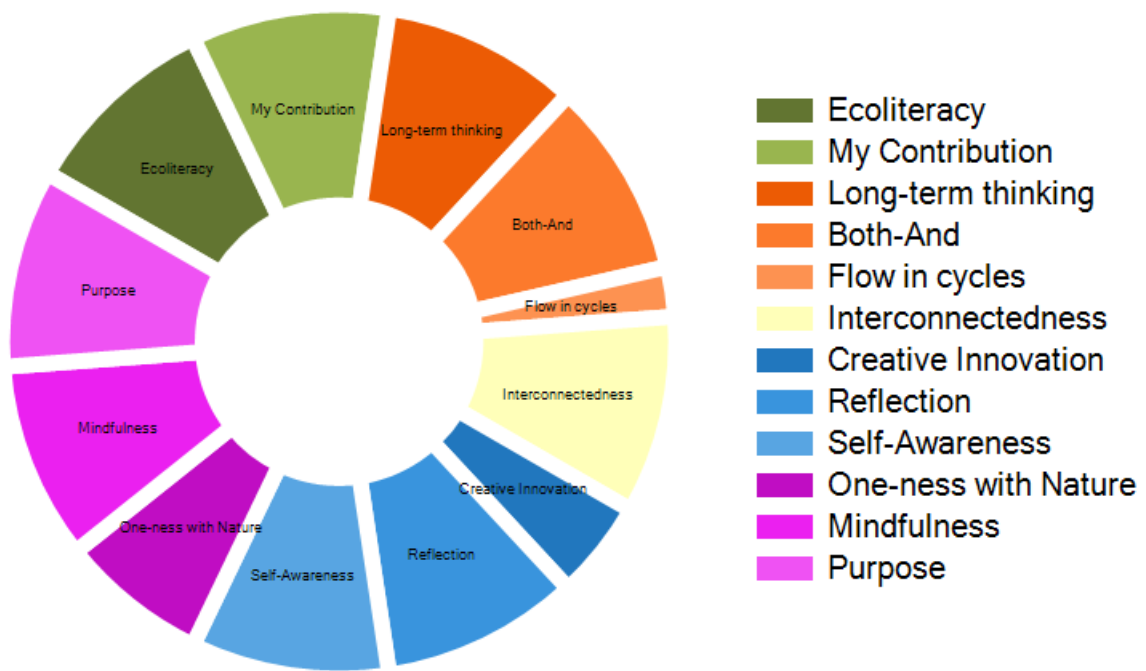 My Contribution
Long-term thinking
Ecoliteracy
Both-And
Purpose
Flow in cycles
Interconnectedness
Mindfulness
Creative Innovation
One-ness with Nature
Reflection
Self-Awareness
Ecoliteracy
My Contribution
Long-term thinking
Both-And
Flow in cycles
Interconnectedness
Creative Innovation
Reflection
Self-Awareness
One-ness with Nature
Mindfulness
Purpose